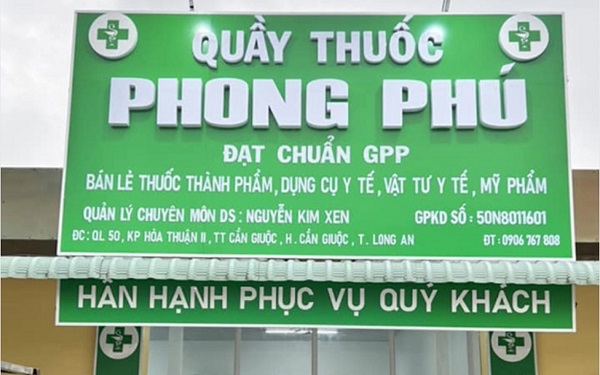 QUẦY THUỐC
PHONG PHÚ
ĐẠT CHUẨN GPP
BÁN LẺ THUỐC THÀNH PHẨM, DỤNG CỤ Y TẾ, VẬT TƯ Y TẾ, MỸ PHẨM
QUẢN LÝ CHUYÊN MÔN DS: NGUYỄN KIM XEN GPKD SỐ: 50N8011601
ĐC: QL 50, KP HÒA THUẬN II, TT CẦN GIUỘC, H. CẦN GIUỘC, T. LONG AN ĐT: 0906 767 808
HÂN HẠNH PHỤC VỤ QUÝ KHÁCH